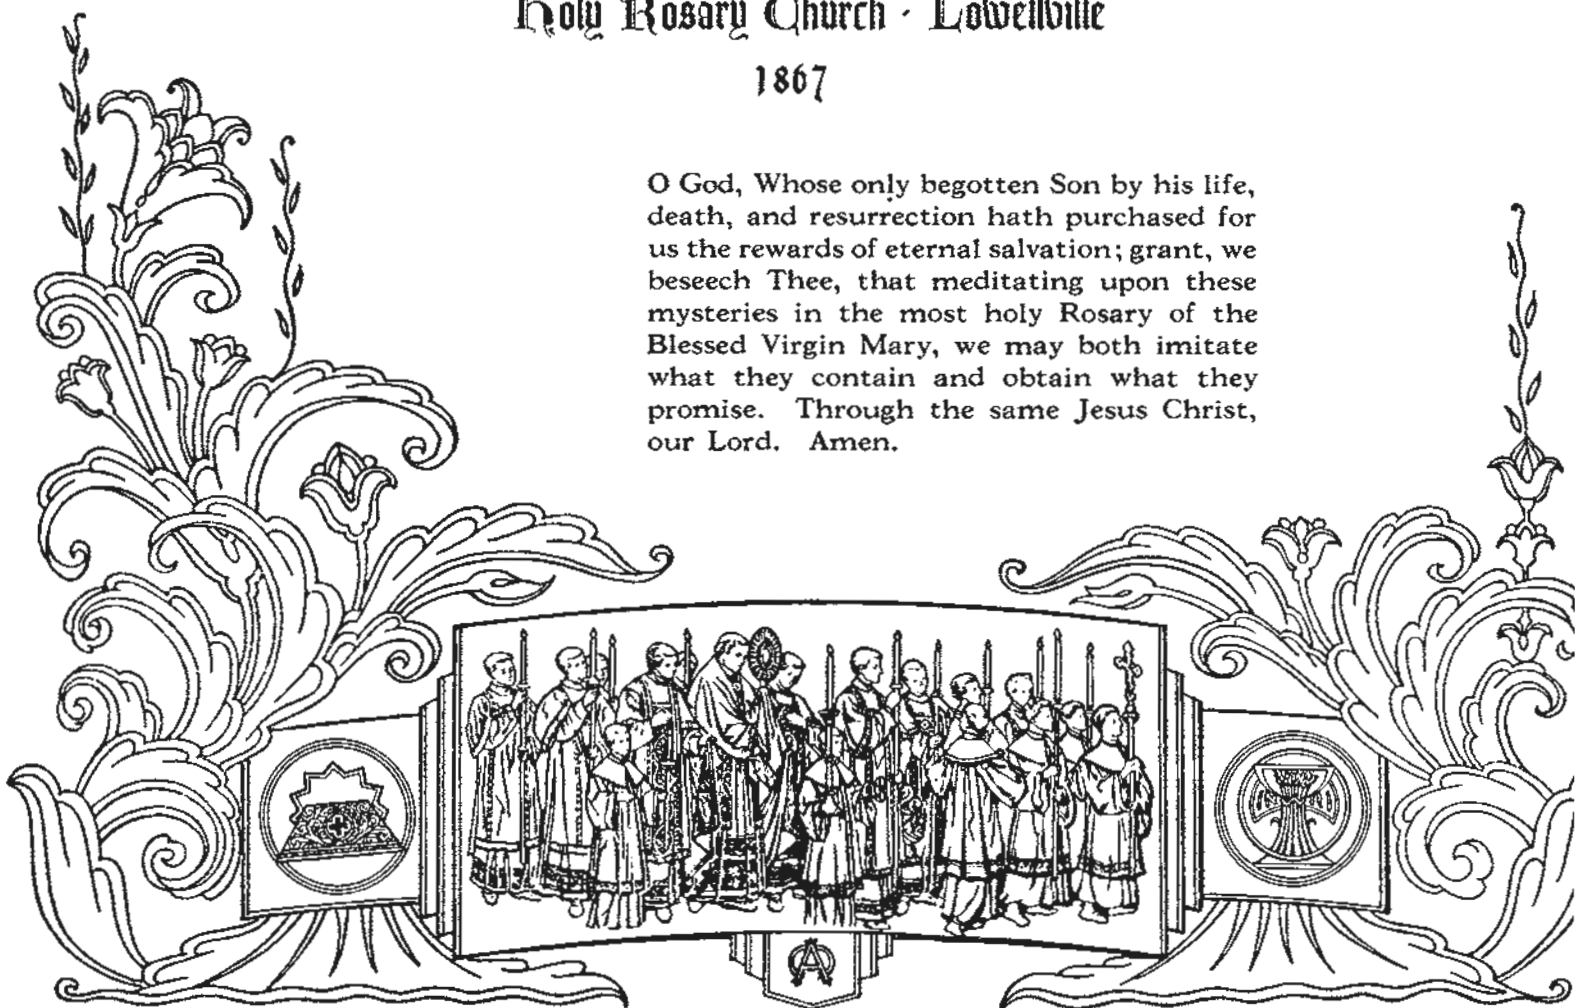 Holy Rosary Church · Lowellville
1867
O God, Whose only begotten Son by his life,
death, and resurrection hath purchased for
us the rewards of eternal salvation; grant, we
beseech Thee, that meditating upon these
mysteries in the most holy Rosary of the
Blessed Virgin Mary, we may both imitate
what they contain and obtain what they
promise. Through the same Jesus Christ,
our Lord. Amen.